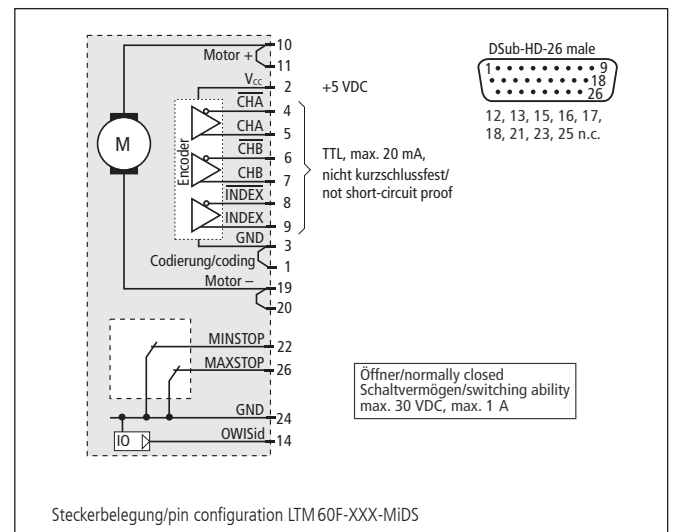 Motor + 10
11
V_CC 2 +5 VDC
C̅H̅A̅ 4
CHA 5
C̅H̅B̅ 6
CHB 7
I̅N̅D̅E̅X̅ 8
INDEX 9
GND 3
Codierung/coding 1
Motor – 19
20
M
Encoder
TTL, max. 20 mA,
nicht kurzschlussfest/
not short-circuit proof
DSub-HD-26 male
1 9
18
26
12, 13, 15, 16, 17,
18, 21, 23, 25 n.c.
MINSTOP 22
MAXSTOP 26
GND 24
IO OWISid 14
Öffner/normally closed
Schaltvermögen/switching ability
max. 30 VDC, max. 1 A
Steckerbelegung/pin configuration LTM 60F-XXX-MiDS